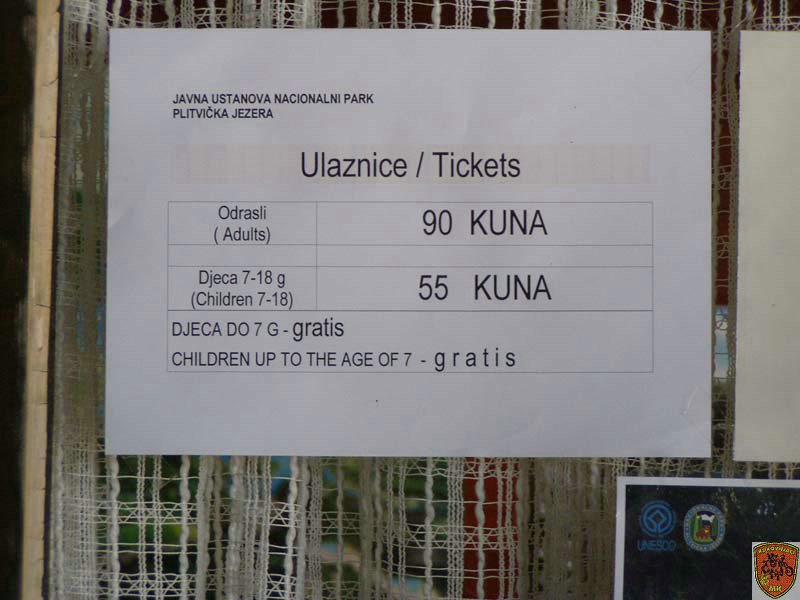 JAVNA USTANOVA NACIONALNI PARK
PLITVIČKA JEZERA
Ulaznice / Tickets
Odrasli
( Adults)
90 KUNA
Djeca 7-18 g
(Children 7-18)
55 KUNA
DJECA DO 7 G - gratis
CHILDREN UP TO THE AGE OF 7 - gratis
UNESCO
MK